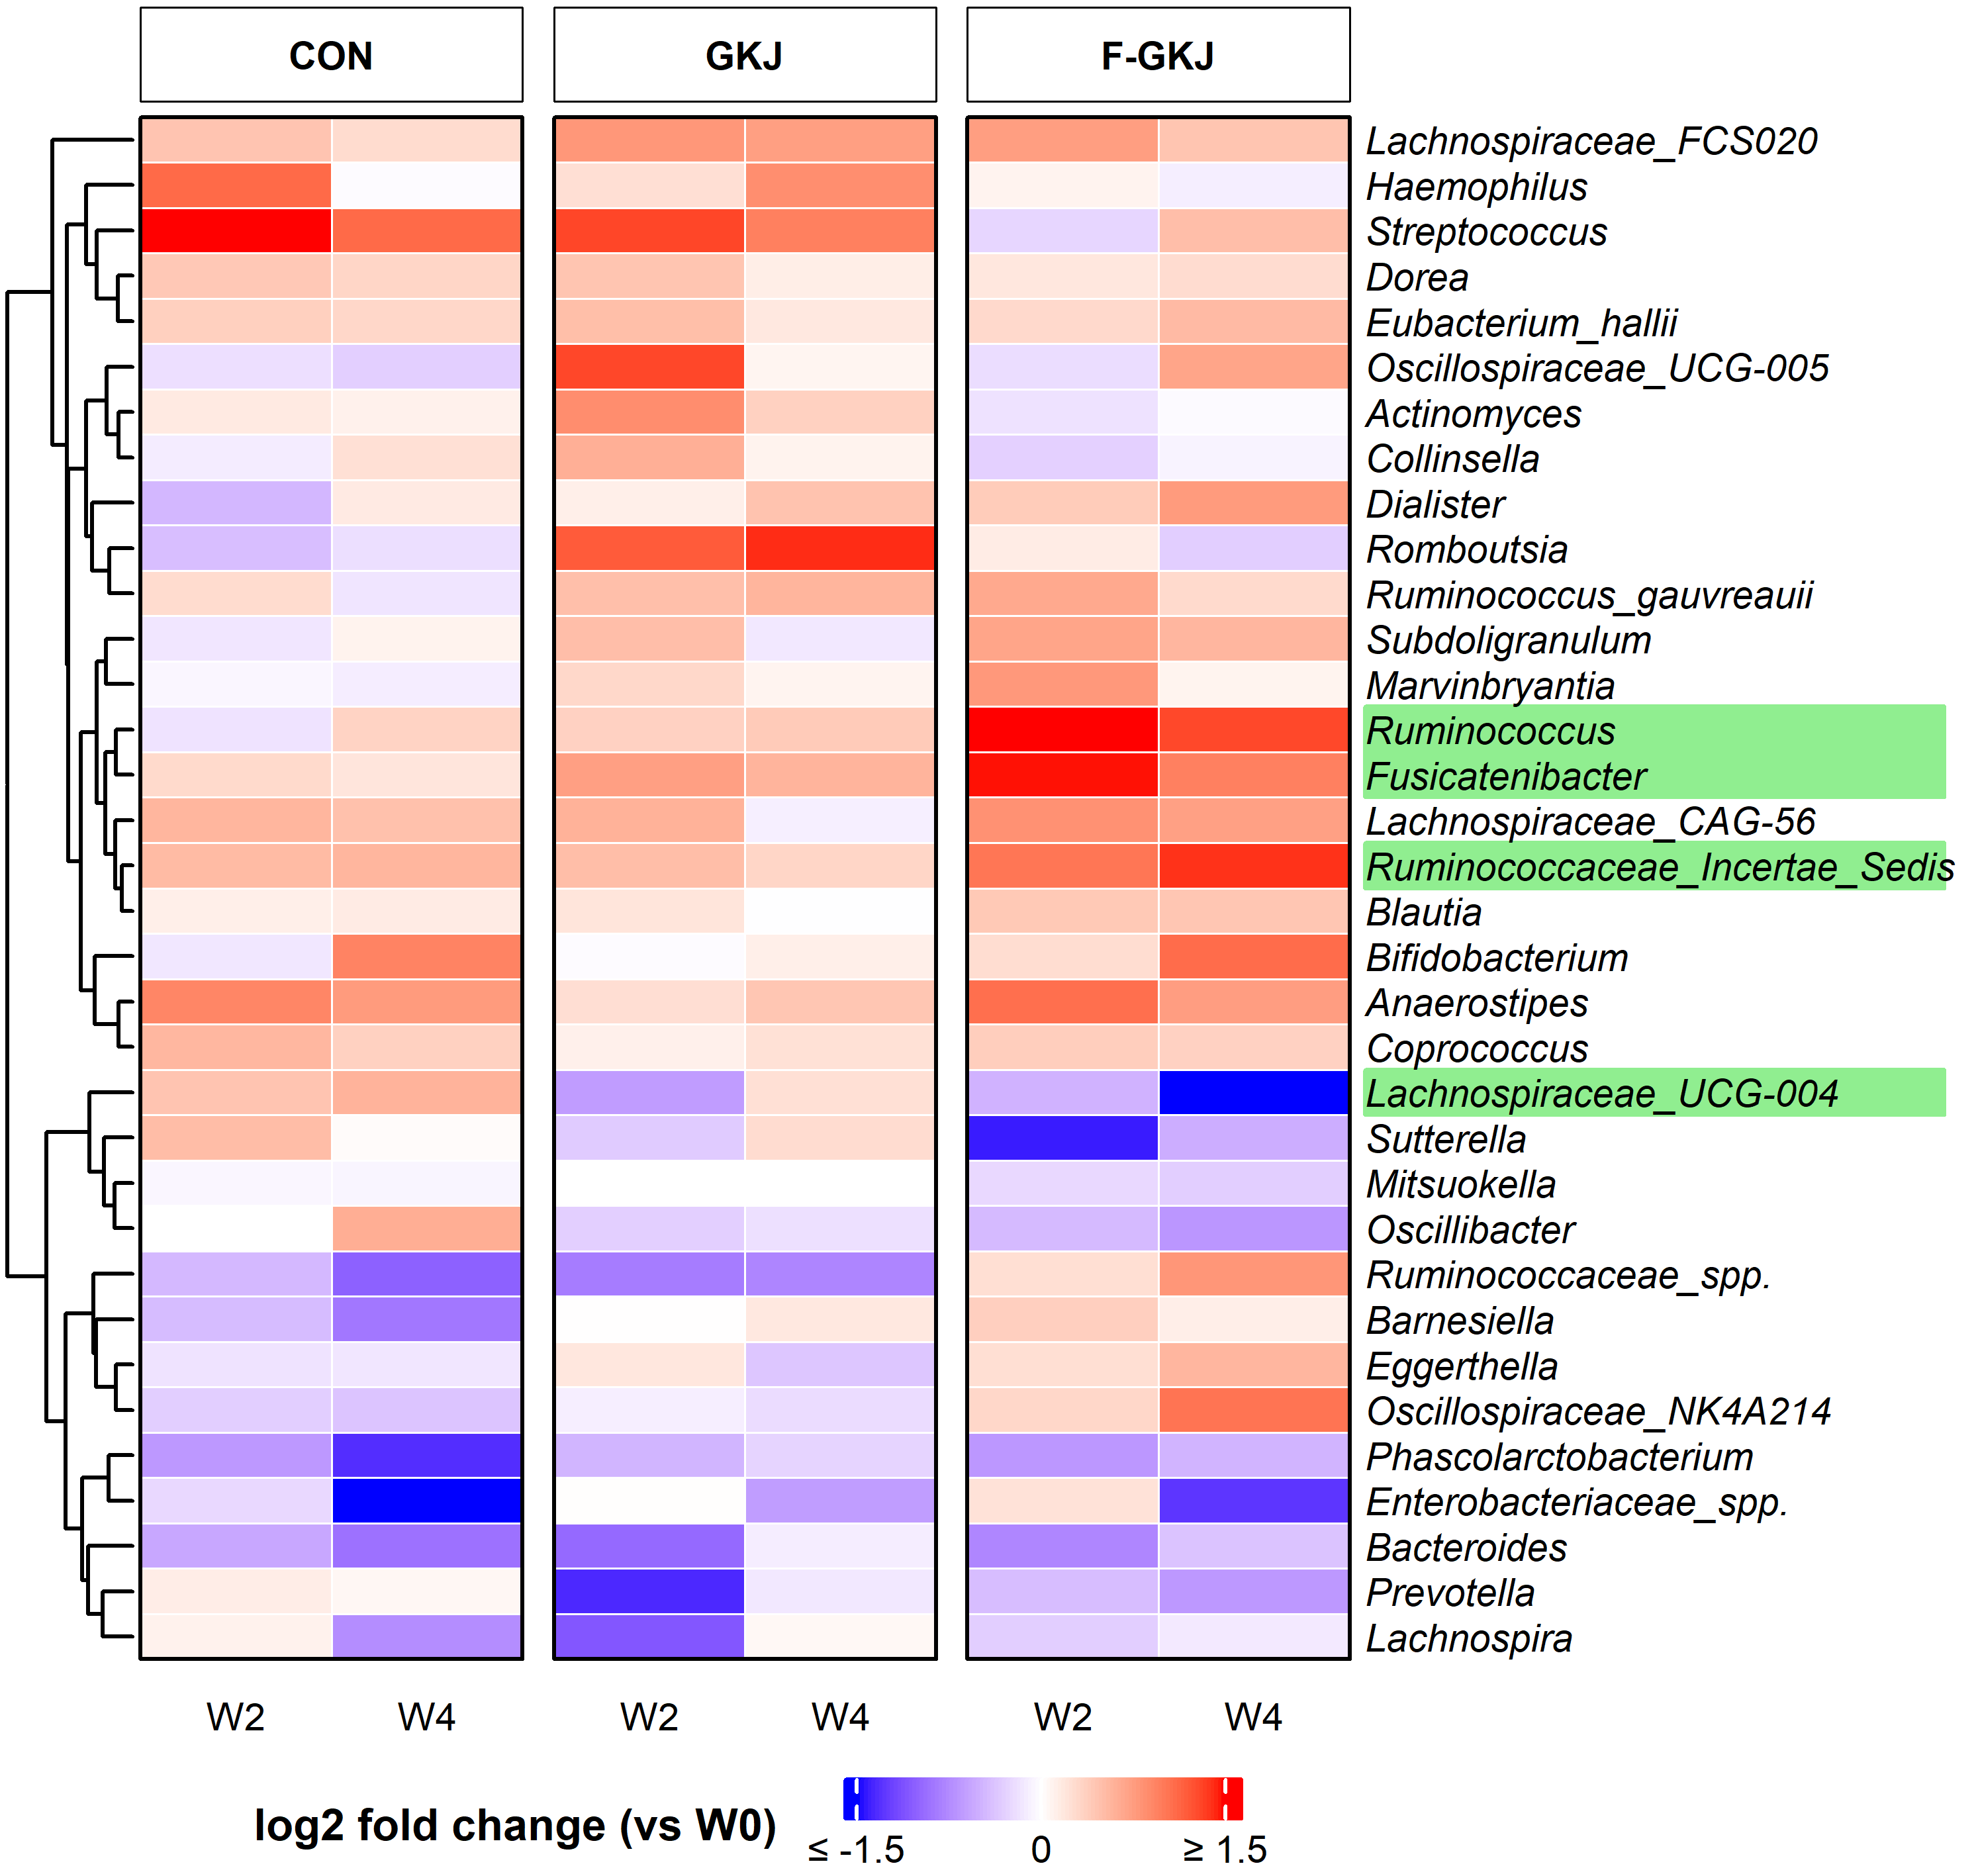 CON GKJ F-GKJ
Lachnospiraceae_FCS020
Haemophilus
Streptococcus
Dorea
Eubacterium_hallii
Oscillospiraceae_UCG-005
Actinomyces
Collinsella
Dialister
Romboutsia
Ruminococcus_gauvreauii
Subdoligranulum
Marvinbryantia
Ruminococcus
Fusicatenibacter
Lachnospiraceae_CAG-56
Ruminococcaceae_Incertae_Sedis
Blautia
Bifidobacterium
Anaerostipes
Coprococcus
Lachnospiraceae_UCG-004
Sutterella
Mitsuokella
Oscillibacter
Ruminococcaceae_spp.
Barnesiella
Eggerthella
Oscillospiraceae_NK4A214
Phascolarctobacterium
Enterobacteriaceae_spp.
Bacteroides
Prevotella
Lachnospira
W2 W4 W2 W4 W2 W4
log2 fold change (vs W0)
≤ -1.5 0 ≥ 1.5